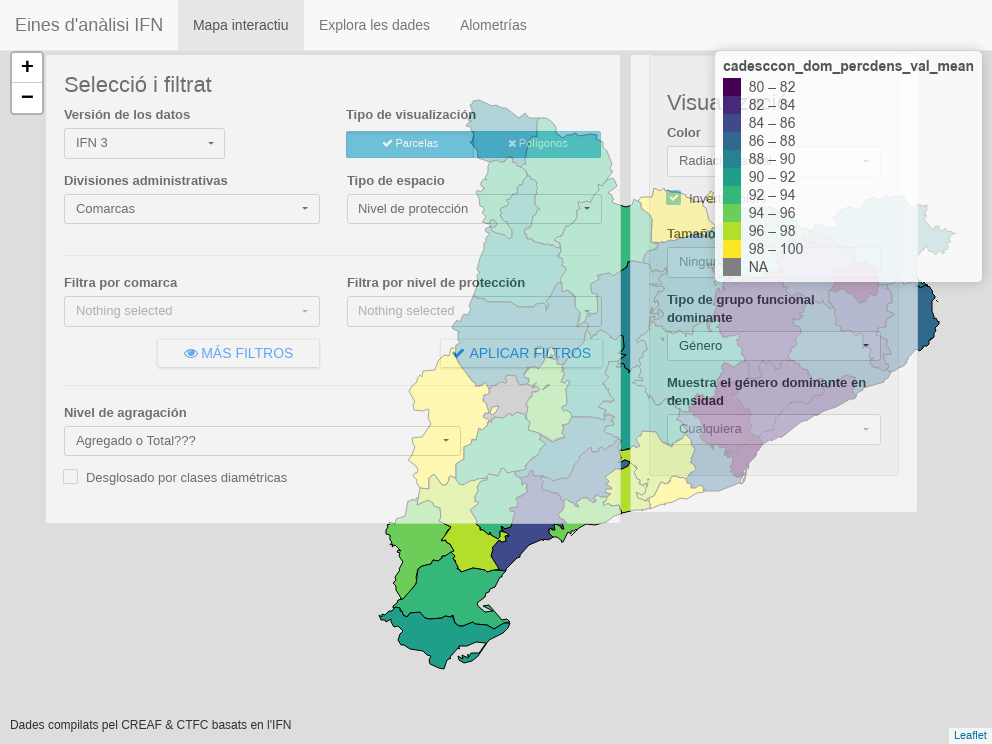 Eines d'anàlisi IFN
Mapa interactiu
Explora les dades
Alometrías
+
−
Selecció i filtrat
Versión de los datos
IFN 3
Tipo de visualización
Parcelas
Polígonos
Divisiones administrativas
Comarcas
Tipo de espacio
Nivel de protección
Filtra por comarca
Nothing selected
Filtra por nivel de protección
Nothing selected
MÁS FILTROS
APLICAR FILTROS
Nivel de agragación
Agregado o Total???
Desglosado por clases diamétricas
Color
Tipo de grupo funcional
dominante
Género
Muestra el género dominante en
densidad
Cualquiera
cadesccon_dom_percdens_val_mean
80 – 82
82 – 84
84 – 86
86 – 88
88 – 90
90 – 92
92 – 94
94 – 96
96 – 98
98 – 100
NA
Dades compilats pel CREAF & CTFC basats en l'IFN
Leaflet